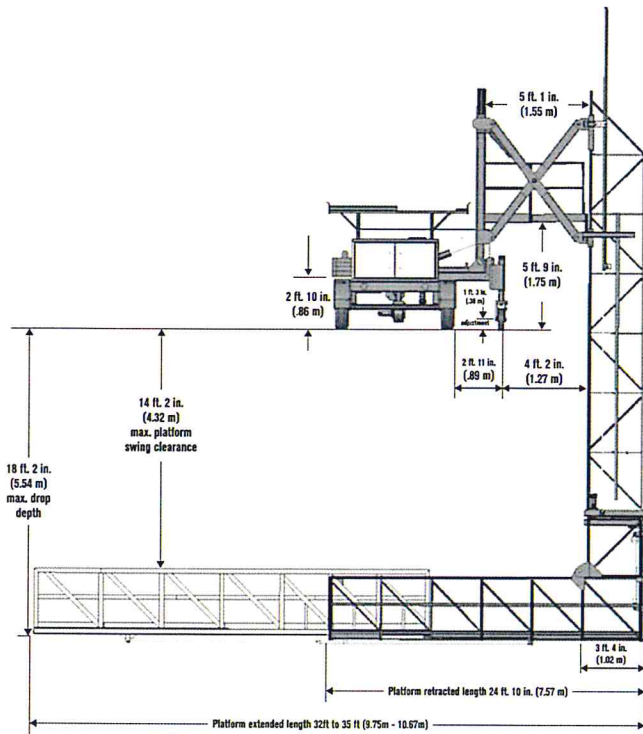 5 ft. 1 in.
(1.55 m)
5 ft. 9 in.
(1.75 m)
2 ft. 10 in.
(.86 m)
1 ft. 3 in.
(.38 m)
adjustment
2 ft. 11 in.
(.89 m)
4 ft. 2 in.
(1.27 m)
14 ft. 2 in.
(4.32 m)
max. platform
swing clearance
18 ft. 2 in.
(5.54 m)
max. drop
depth
3 ft. 4 in.
(1.02 m)
Platform retracted length 24 ft. 10 in. (7.57 m)
Platform extended length 32ft to 35 ft (9.75m - 10.67m)